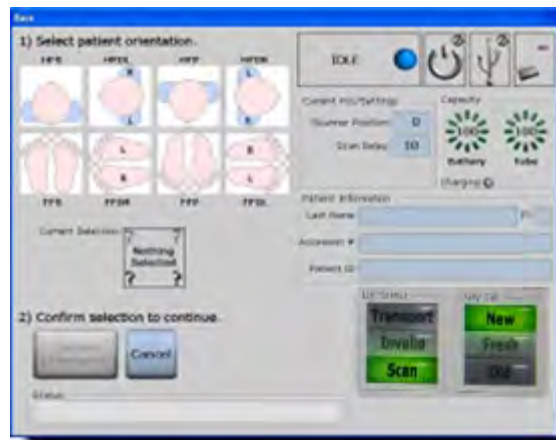 1) Select patient orientation.
HFS HFDL HFP HFDR
R L
L R
L R
R L
FFS FFDR FFP FFDL
Current Selection:
? ?
Nothing
Selected
? ?
2) Confirm selection to continue.
Cancel
Status
IDLE
Current Pos/Settings
Scanner Position: 0
Scan Delay: 10
Capacity
100 100
Battery Tube
Charging
Patient Information
Last Name
Accession #
Patient ID
Transport
Invalid
Scan
New
Fresh
Old